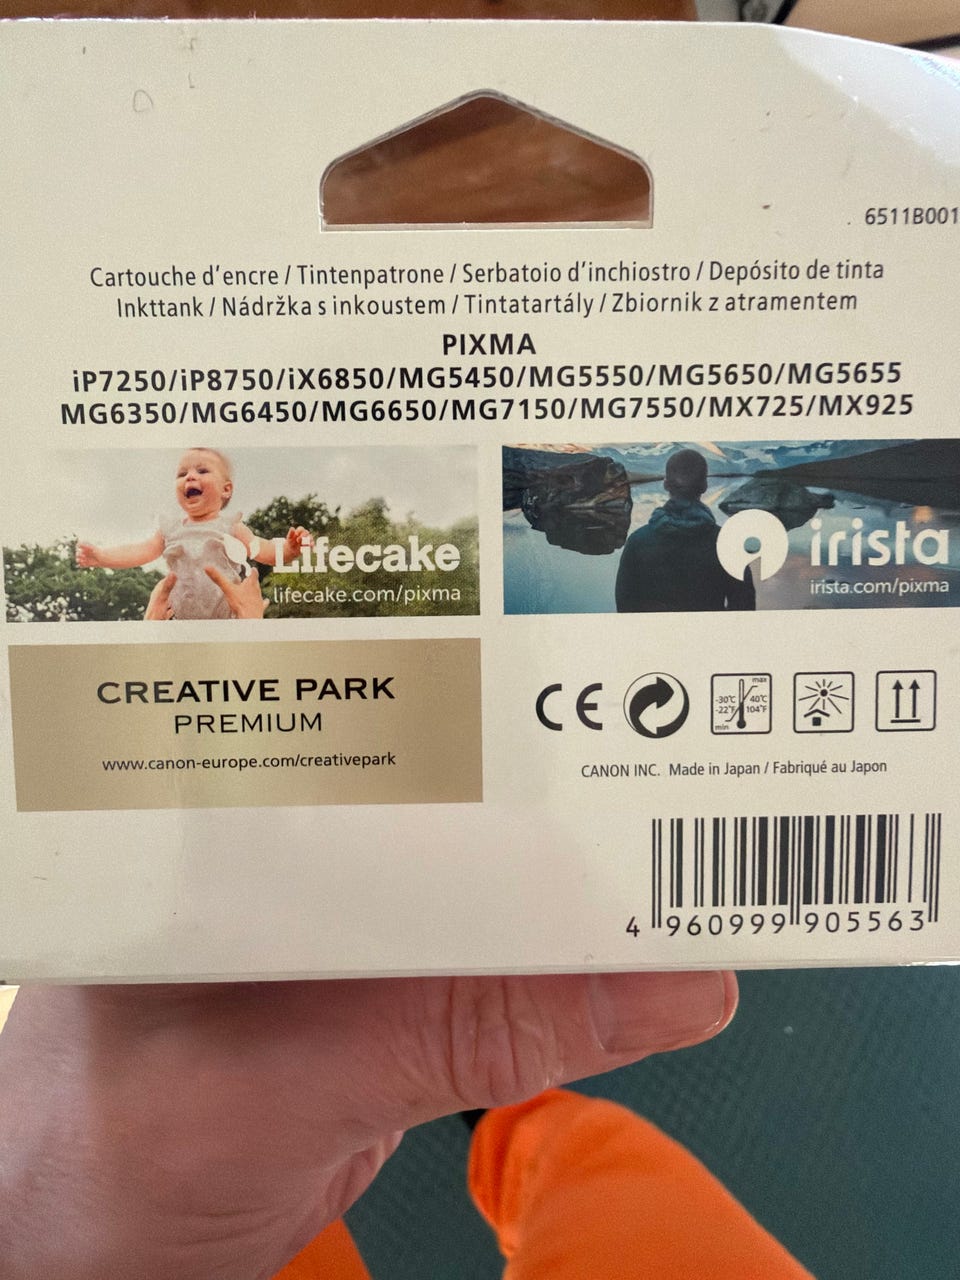 6511B001
Cartouche d'encre / Tintenpatrone / Serbatoio d'inchiostro / Depósito de tinta
Inkttank / Nádržka s inkoustem / Tintatartály / Zbiornik z atramentem
PIXMA
iP7250/iP8750/iX6850/MG5450/MG5550/MG5650/MG5655
MG6350/MG6450/MG6650/MG7150/MG7550/MX725/MX925
Lifecake
lifecake.com/pixma
irista
irista.com/pixma
CREATIVE PARK
PREMIUM
www.canon-europe.com/creativepark
CE
max
-30°C 40°C
-22°F 104°F
min
CANON INC. Made in Japan / Fabriqué au Japon
4 960999 905563